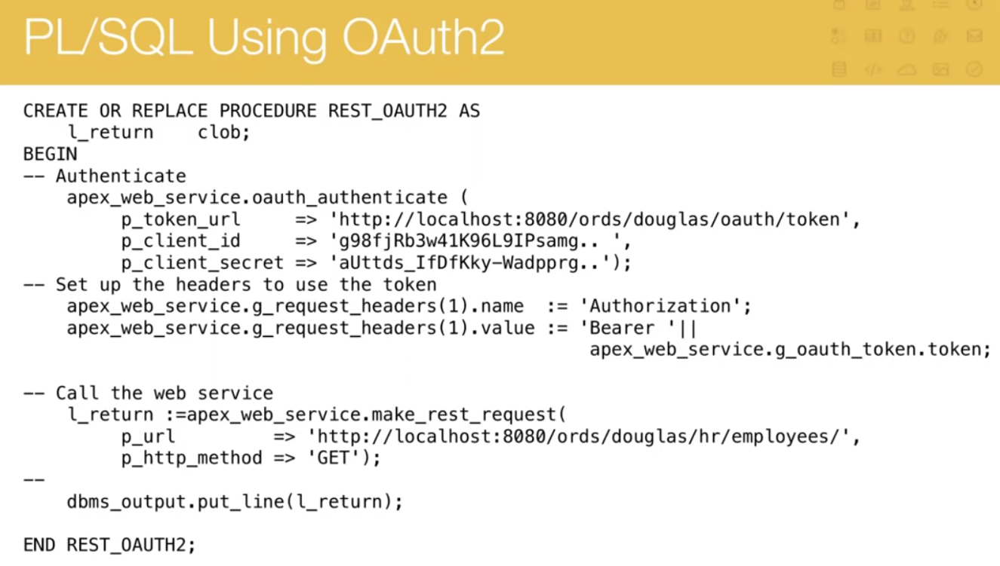 PL/SQL Using OAuth2
CREATE OR REPLACE PROCEDURE REST_OAUTH2 AS
    l_return    clob;
BEGIN
-- Authenticate
    apex_web_service.oauth_authenticate (
         p_token_url     => 'http://localhost:8080/ords/douglas/oauth/token',
         p_client_id     => 'g98fjRb3w41K96L9IPsamg.. ',
         p_client_secret => 'aUttds_IfDfKky-Wadpprg..');
-- Set up the headers to use the token
    apex_web_service.g_request_headers(1).name  := 'Authorization';
    apex_web_service.g_request_headers(1).value := 'Bearer '||
                                                    apex_web_service.g_oauth_token.token;
-- Call the web service
    l_return :=apex_web_service.make_rest_request(
         p_url         => 'http://localhost:8080/ords/douglas/hr/employees/',
         p_http_method => 'GET');
--
    dbms_output.put_line(l_return);
END REST_OAUTH2;